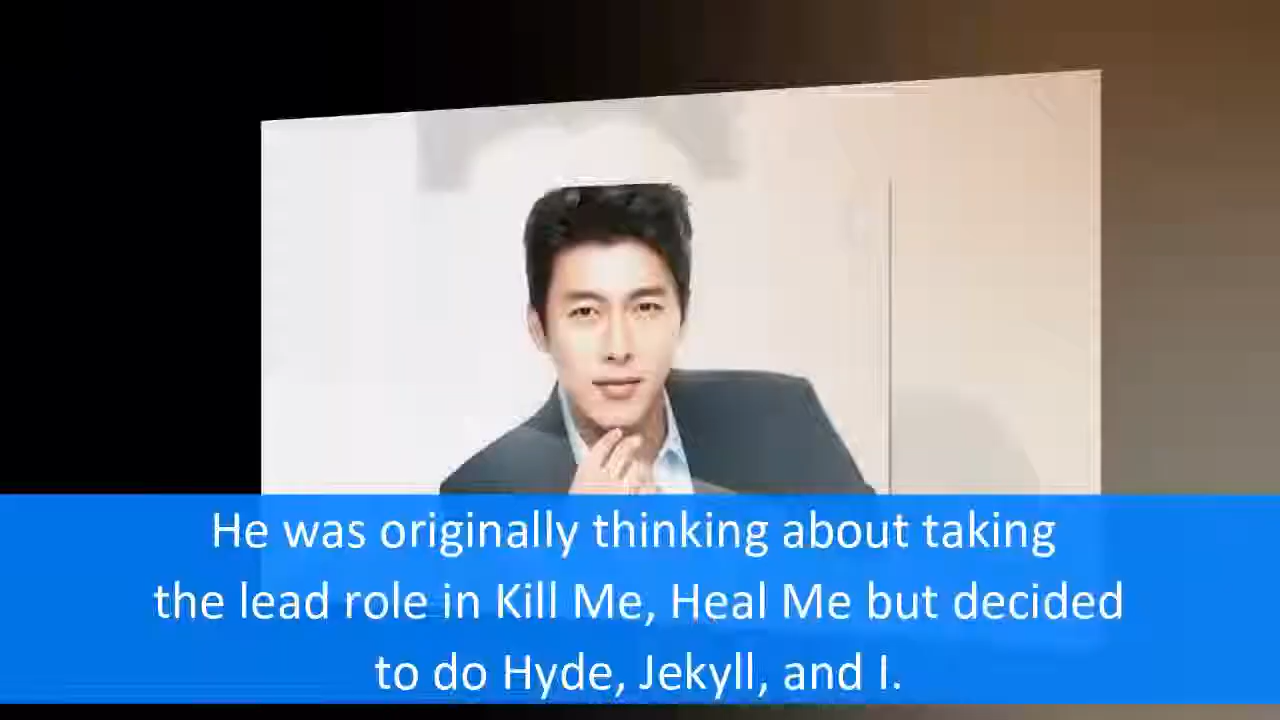 He was originally thinking about taking
the lead role in Kill Me, Heal Me but decided
to do Hyde, Jekyll, and I.